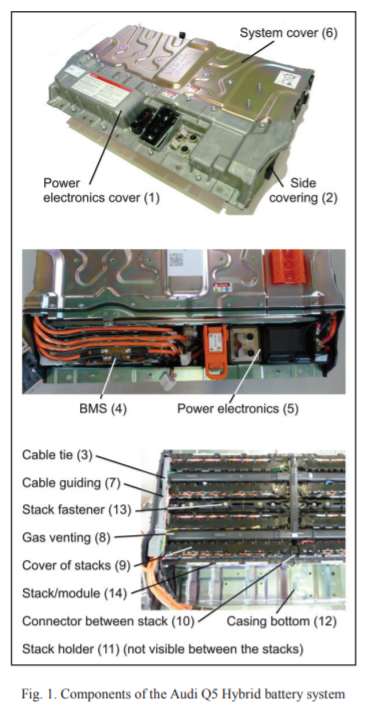 System cover (6)
Power
electronics cover (1)
Side
covering (2)
BMS (4)
Power electronics (5)
Cable tie (3)
Cable guiding (7)
Stack fastener (13)
Gas venting (8)
Cover of stacks (9)
Stack/module (14)
Connector between stack (10)
Casing bottom (12)
Stack holder (11) (not visible between the stacks)
Fig. 1. Components of the Audi Q5 Hybrid battery system